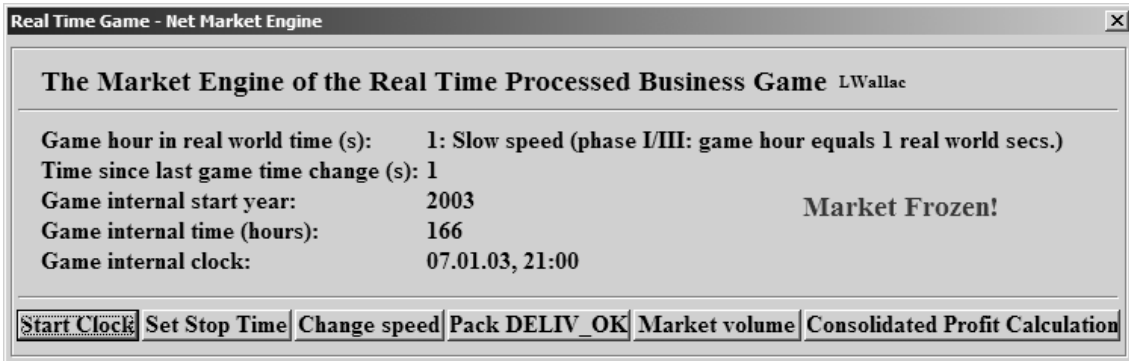 Real Time Game - Net Market Engine
The Market Engine of the Real Time Processed Business Game LWallac
Game hour in real world time (s): 1: Slow speed (phase I/III: game hour equals 1 real world secs.)
Time since last game time change (s): 1
Game internal start year: 2003
Market Frozen!
Game internal time (hours): 166
Game internal clock: 07.01.03, 21:00
Start Clock Set Stop Time Change speed Pack DELIV_OK Market volume Consolidated Profit Calculation